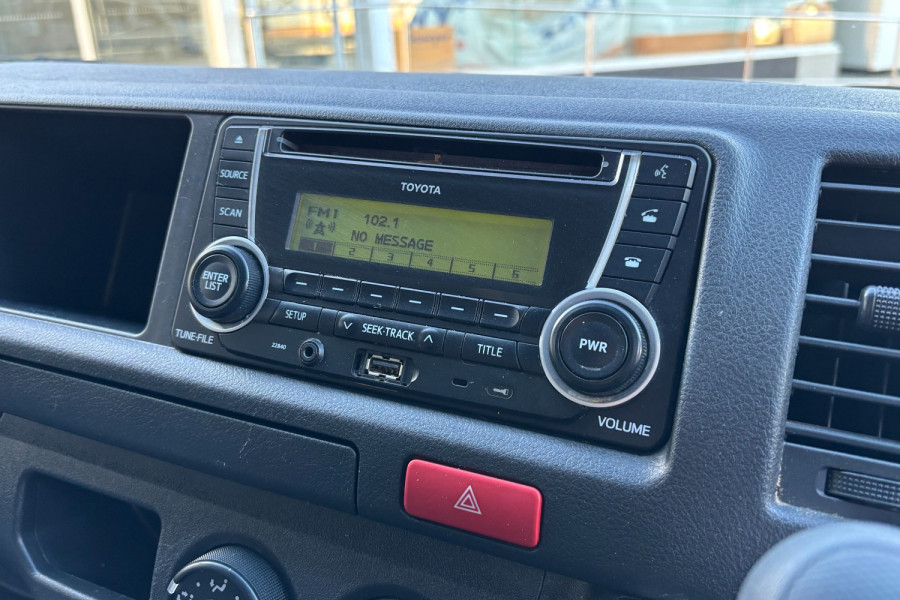 SOURCE
SCAN
TOYOTA
FM1 102.1
NO MESSAGE
1 2 3 4 5 6
ENTER
LIST
TUNE·FILE
SETUP
SEEK·TRACK
TITLE
22840
PWR
VOLUME